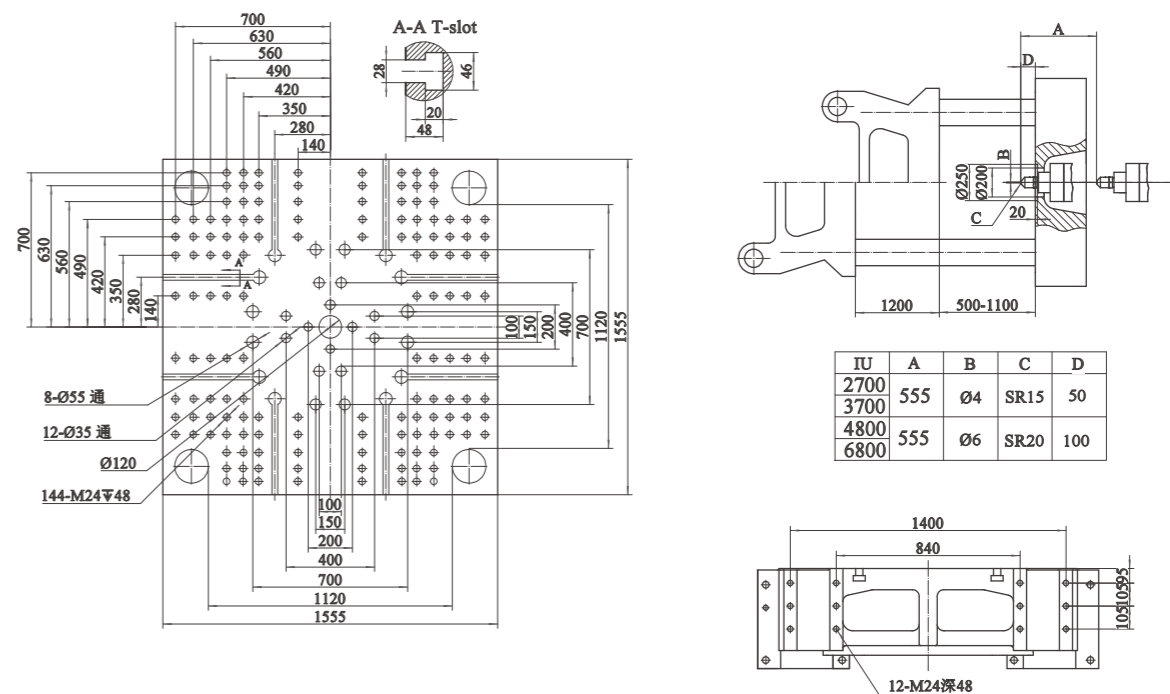 700
630
560
490
420
350
280
140
A-A T-slot
28
46
20
48
700
630
560
490
420
350
280
140
A
A
100
150
200
400
700
1120
1555
8-Ø55 通
12-Ø35 通
Ø120
144-M24↧48
100
150
200
400
700
1120
1555
A
D
B
Ø250
Ø200
C
20
1200
500-1100
IU A B C D
2700
3700
555 Ø4 SR15 50
4800
6800
555 Ø6 SR20 100
1400
840
95
105
105
12-M24深48